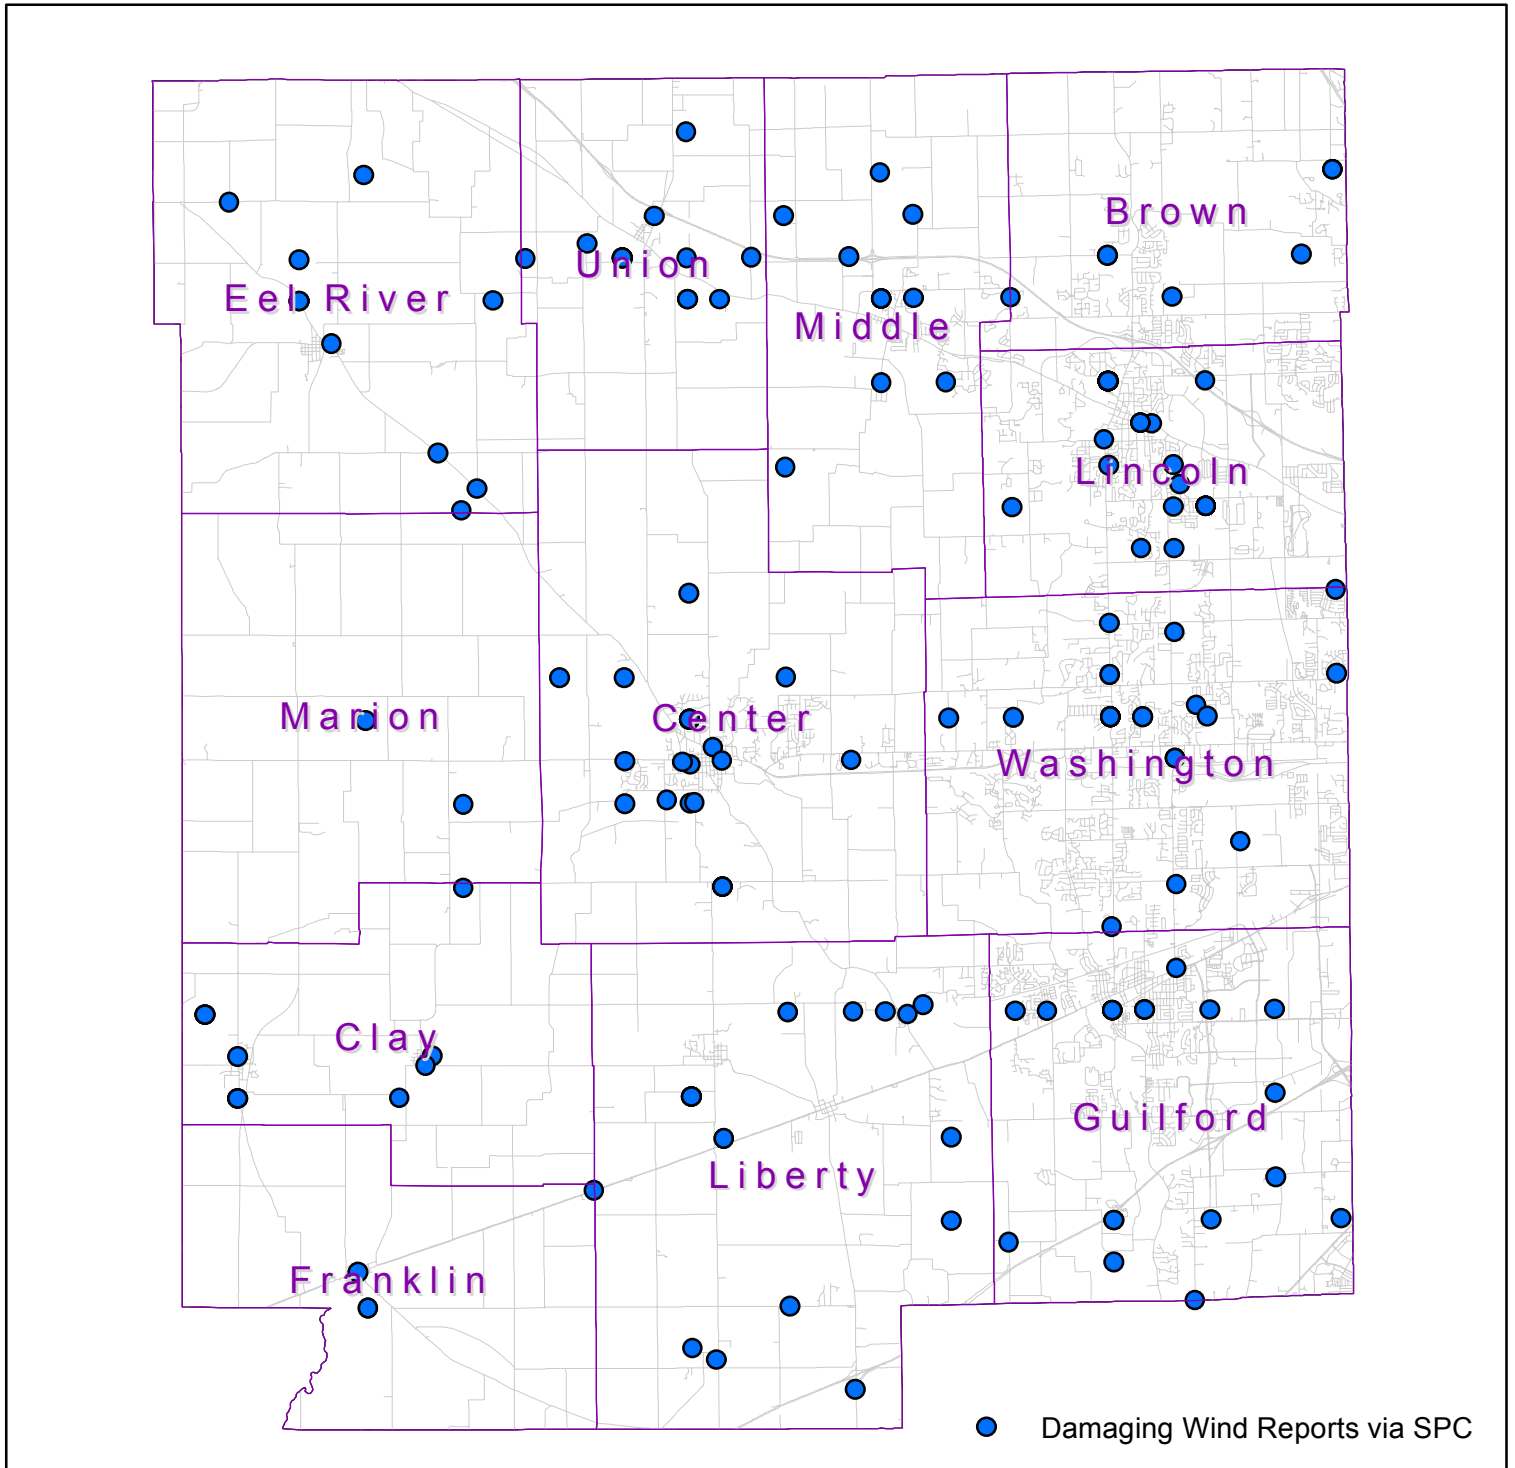 Brown
Union
Eel River
Middle
Lincoln
Marion
Center
Washington
Clay
Guilford
Liberty
Franklin
Damaging Wind Reports via SPC